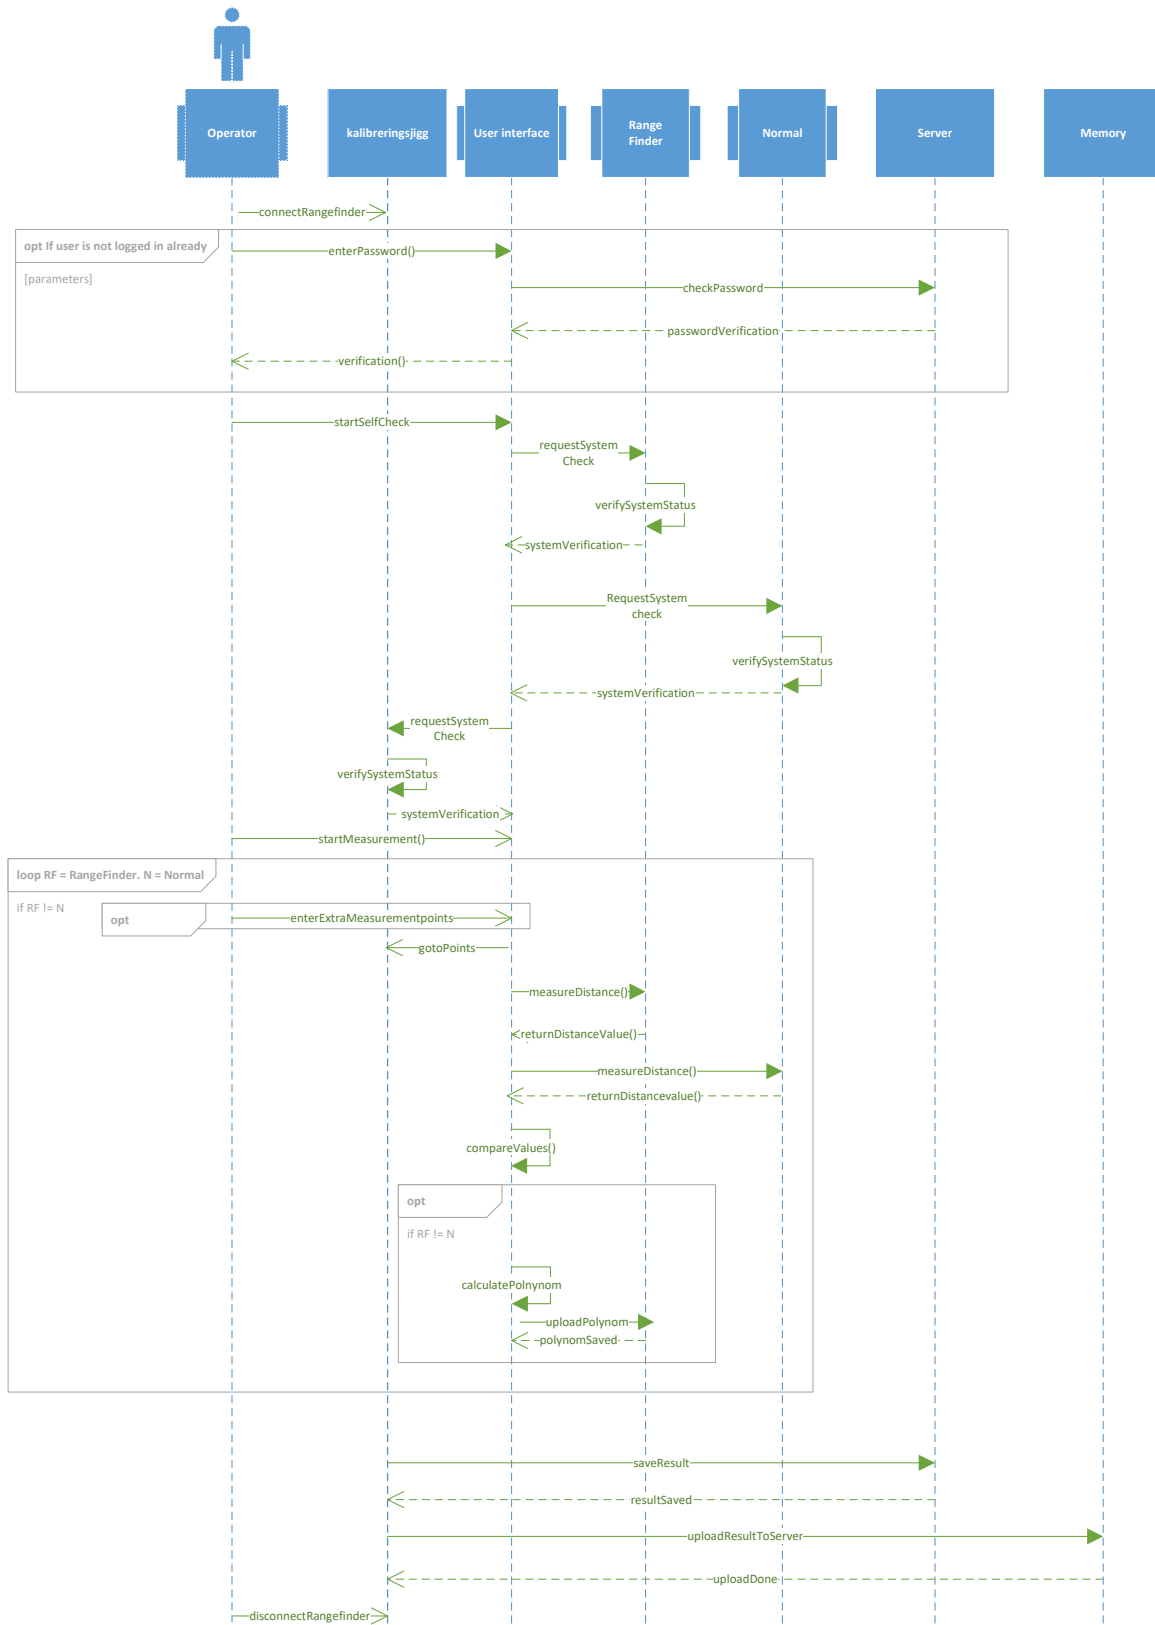 Operator
kalibreringsjigg
User interface
Range
Finder
Normal
Server
Memory
connectRangefinder
opt If user is not logged in already
enterPassword()
[parameters]
checkPassword
passwordVerification
verification()
startSelfCheck
requestSystem
Check
verifySystemStatus
systemVerification
RequestSystem
check
verifySystemStatus
systemVerification
requestSystem
Check
verifySystemStatus
systemVerification
startMeasurement()
loop RF = RangeFinder. N = Normal
if RF != N
opt
enterExtraMeasurementpoints
gotoPoints
measureDistance()
returnDistanceValue()
measureDistance()
returnDistancevalue()
compareValues()
opt
if RF != N
calculatePolnynom
uploadPolynom
polynomSaved
saveResult
resultSaved
uploadResultToServer
uploadDone
disconnectRangefinder